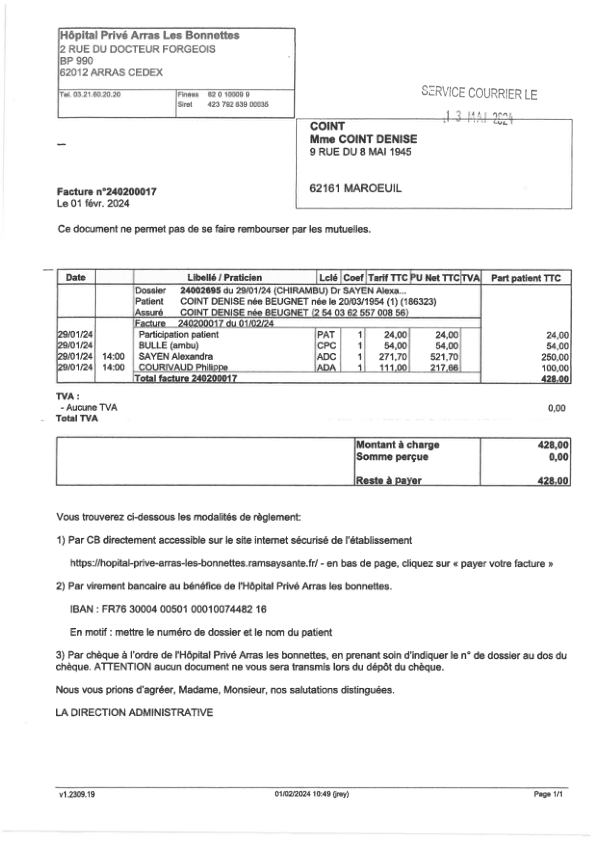 Hôpital Privé Arras Les Bonnettes
2 RUE DU DOCTEUR FORGEOIS
BP 990
62012 ARRAS CEDEX
Tel. 03.21.60.20.20 Finess 62 0 10009 9
Siret 423 792 639 00035
SERVICE COURRIER LE
13 MAI 2024
COINT
Mme COINT DENISE
9 RUE DU 8 MAI 1945
62161 MAROEUIL
Facture n°240200017
Le 01 févr. 2024
Ce document ne permet pas de se faire rembourser par les mutuelles.
Date Libellé / Praticien Lclé Coef Tarif TTC PU Net TTC TVA Part patient TTC
Dossier 24002695 du 29/01/24 (CHIRAMBU) Dr SAYEN Alexa...
Patient COINT DENISE née BEUGNET née le 20/03/1954 (1) (186323)
Assuré COINT DENISE née BEUGNET (2 54 03 62 557 008 56)
Facture 240200017 du 01/02/24
29/01/24 Participation patient PAT 1 24,00 24,00 24,00
29/01/24 BULLE (ambu) CPC 1 54,00 54,00 54,00
29/01/24 14:00 SAYEN Alexandra ADC 1 271,70 521,70 250,00
29/01/24 14:00 COURIVAUD Philippe ADA 1 111,00 217,66 100,00
Total facture 240200017 428,00
TVA :
- Aucune TVA 0,00
Total TVA
Montant à charge 428,00
Somme perçue 0,00
Reste à payer 428,00
Vous trouverez ci-dessous les modalités de règlement:
1) Par CB directement accessible sur le site internet sécurisé de l'établissement
https://hopital-prive-arras-les-bonnettes.ramsaysante.fr/ - en bas de page, cliquez sur « payer votre facture »
2) Par virement bancaire au bénéfice de l'Hôpital Privé Arras les bonnettes.
IBAN : FR76 30004 00501 00010074482 16
En motif : mettre le numéro de dossier et le nom du patient
3) Par chèque à l'ordre de l'Hôpital Privé Arras les bonnettes, en prenant soin d'indiquer le n° de dossier au dos du
chèque. ATTENTION aucun document ne vous sera transmis lors du dépôt du chèque.
Nous vous prions d'agréer, Madame, Monsieur, nos salutations distinguées.
LA DIRECTION ADMINISTRATIVE
v1.2309.19 01/02/2024 10:49 (jrey) Page 1/1